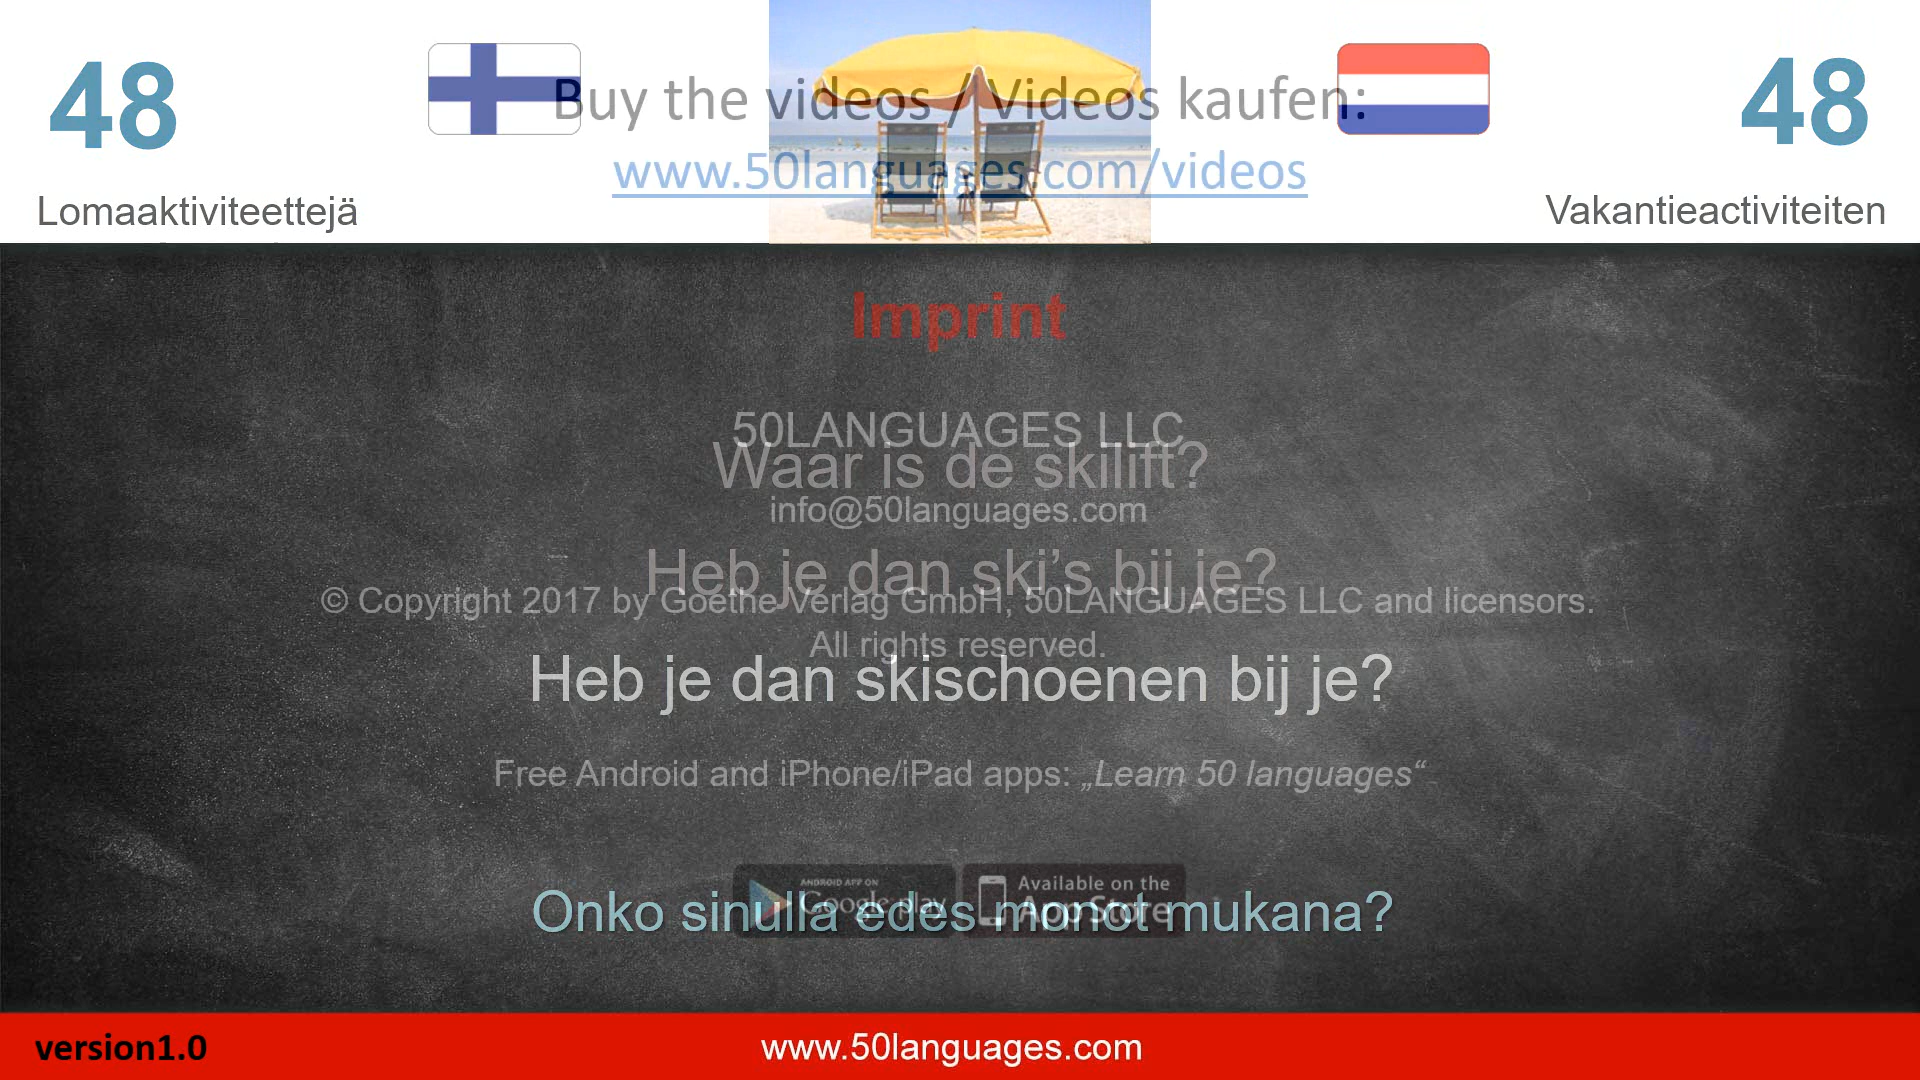 48
48
Buy the videos / Videos kaufen:
www.50languages.com/videos
Lomaaktiviteettejä
Vakantieactiviteiten
Imprint
50LANGUAGES LLC
Waar is de skilift?
info@50languages.com
Heb je dan ski’s bij je?
© Copyright 2017 by Goethe Verlag GmbH, 50LANGUAGES LLC and licensors.
All rights reserved.
Heb je dan skischoenen bij je?
Free Android and iPhone/iPad apps: „Learn 50 languages“
ANDROID APP ON
Google play
Available on the
App Store
Onko sinulla edes monot mukana?
version1.0
www.50languages.com